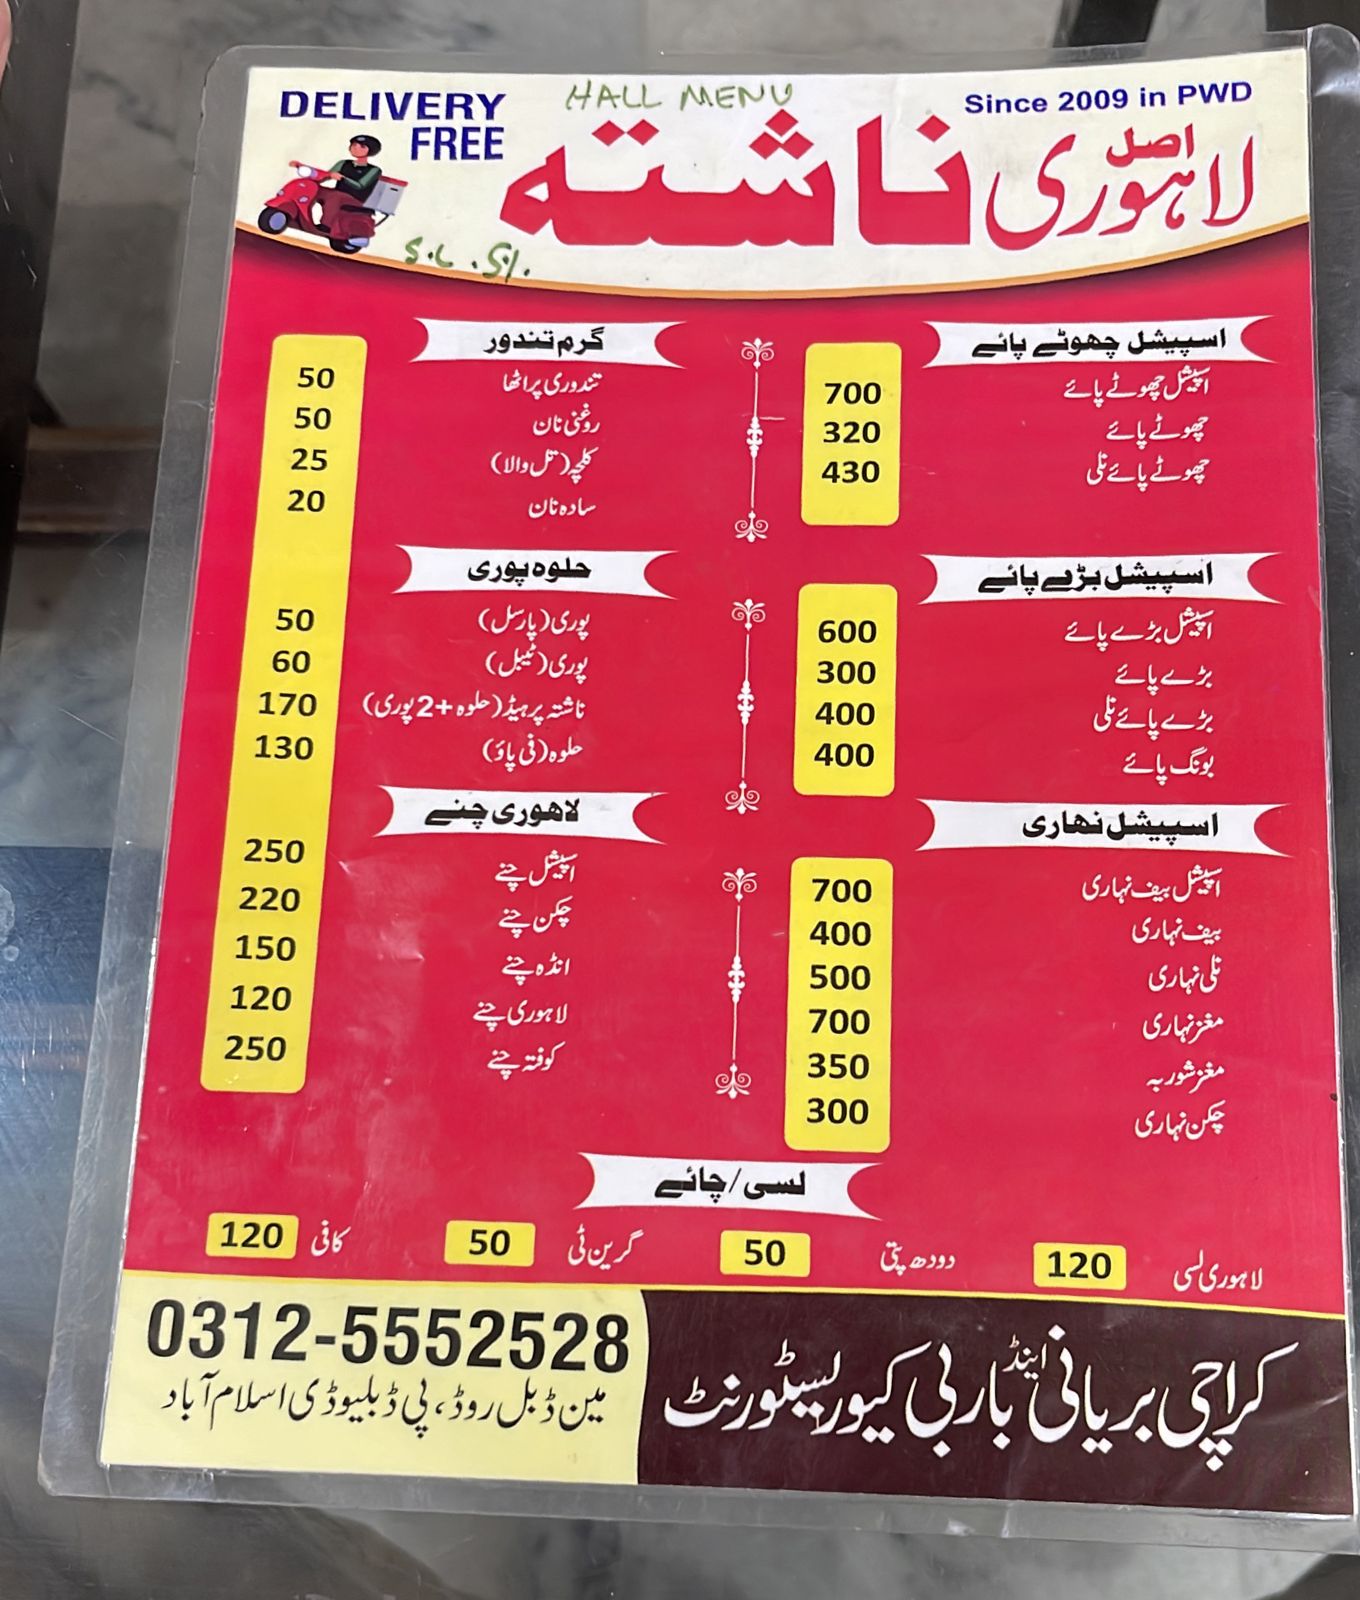 HALL MENU
DELIVERY FREE
Since 2009 in PWD
اصل لاہوری ناشتہ
اسپیشل چھوٹے پائے
اسپیشل چھوٹے پائے 700
چھوٹے پائے 320
چھوٹے پائے نلی 430
اسپیشل بڑے پائے
اسپیشل بڑے پائے 600
بڑے پائے 300
بڑے پائے نلی 400
بونگ پائے 400
اسپیشل نہاری
اسپیشل بیف نہاری 700
بیف نہاری 400
نلی نہاری 500
مغز نہاری 700
مغز شوربہ 350
چکن نہاری 300
گرم تندور
تندوری پراٹھا 50
روغنی نان 50
کلچہ (تل والا) 25
سادہ نان 20
حلوہ پوری
پوری (پارسل) 50
پوری (ٹیبل) 60
ناشتہ پر ہیڈ (حلوہ + 2 پوری) 170
حلوہ (فی پاؤ) 130
لاہوری چنے
اسپیشل چنے 250
چکن چنے 220
انڈہ چنے 150
لاہوری چنے 120
کوفتہ چنے 250
لسی / چائے
لاہوری لسی 120
دودھ پتی 50
گرین ٹی 50
کافی 120
کراچی بریانی اینڈ باربی کیو ریسٹورنٹ
0312-5552528
مین ڈبل روڈ، پی ڈبلیو ڈی اسلام آباد